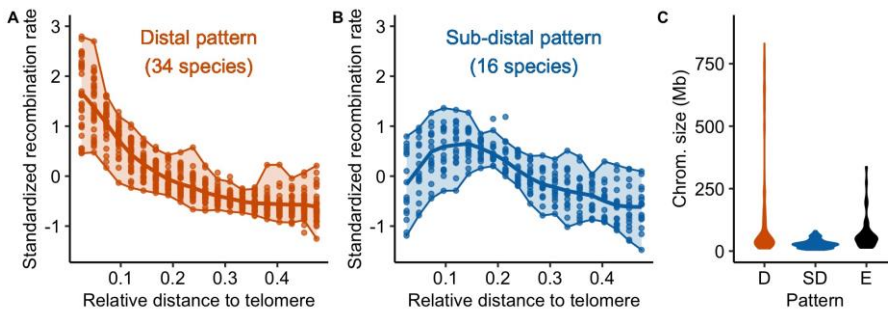 A
Standardized recombination rate
3
2
1
0
-1
Distal pattern
(34 species)
0.1 0.2 0.3 0.4
Relative distance to telomere
B
Standardized recombination rate
3
2
1
0
-1
Sub-distal pattern
(16 species)
0.1 0.2 0.3 0.4
Relative distance to telomere
C
Chrom. size (Mb)
750
500
250
0
D SD E
Pattern